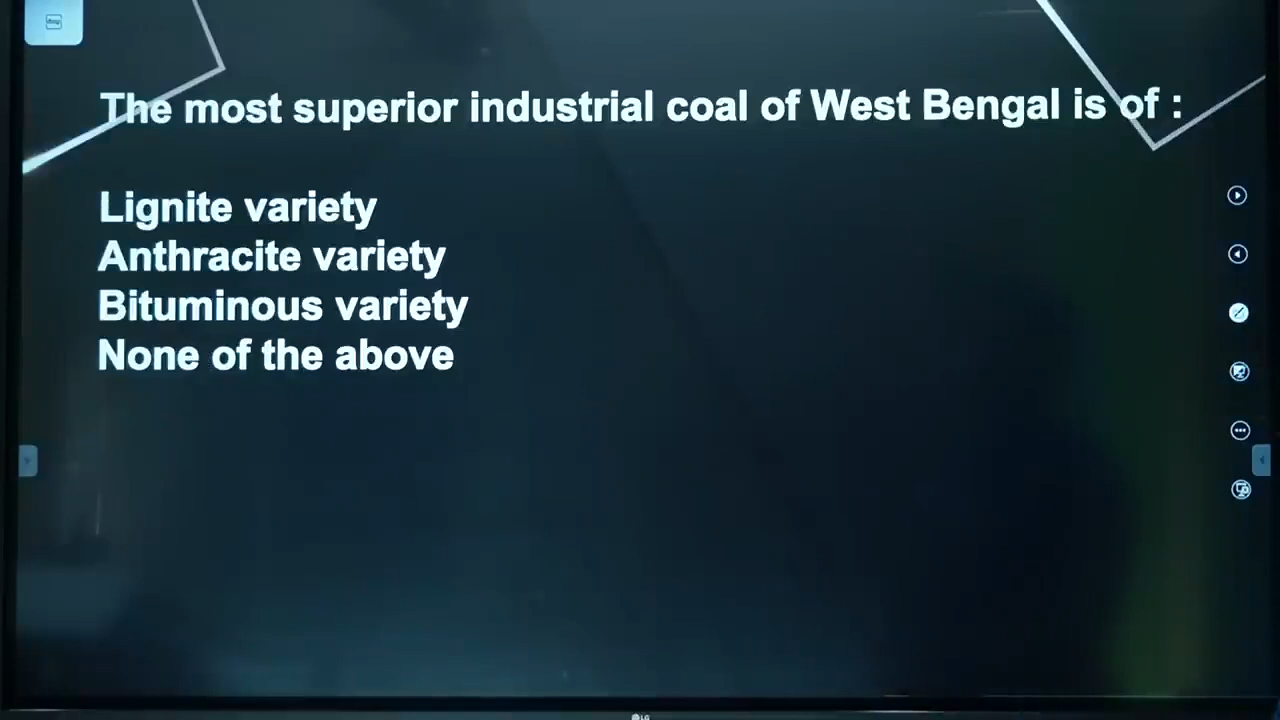 The most superior industrial coal of West Bengal is of :
Lignite variety
Anthracite variety
Bituminous variety
None of the above
LG